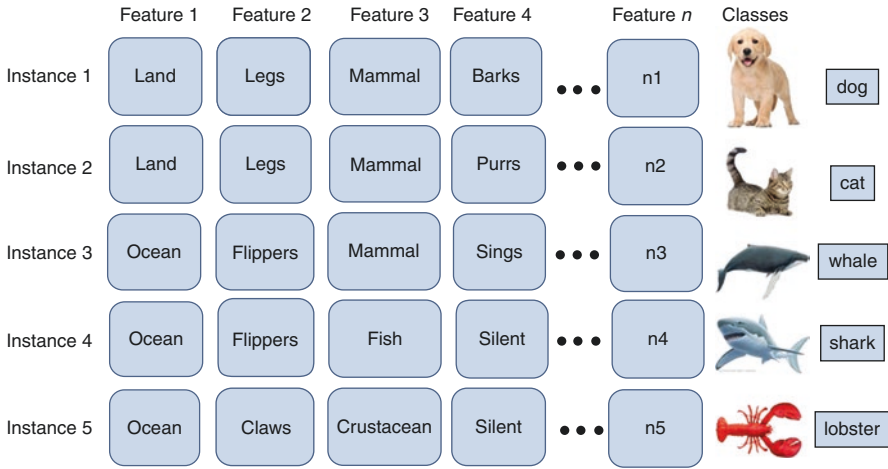 Feature 1 Feature 2 Feature 3 Feature 4 Feature n Classes
Instance 1 Land Legs Mammal Barks n1 dog
Instance 2 Land Legs Mammal Purrs n2 cat
Instance 3 Ocean Flippers Mammal Sings n3 whale
Instance 4 Ocean Flippers Fish Silent n4 shark
Instance 5 Ocean Claws Crustacean Silent n5 lobster